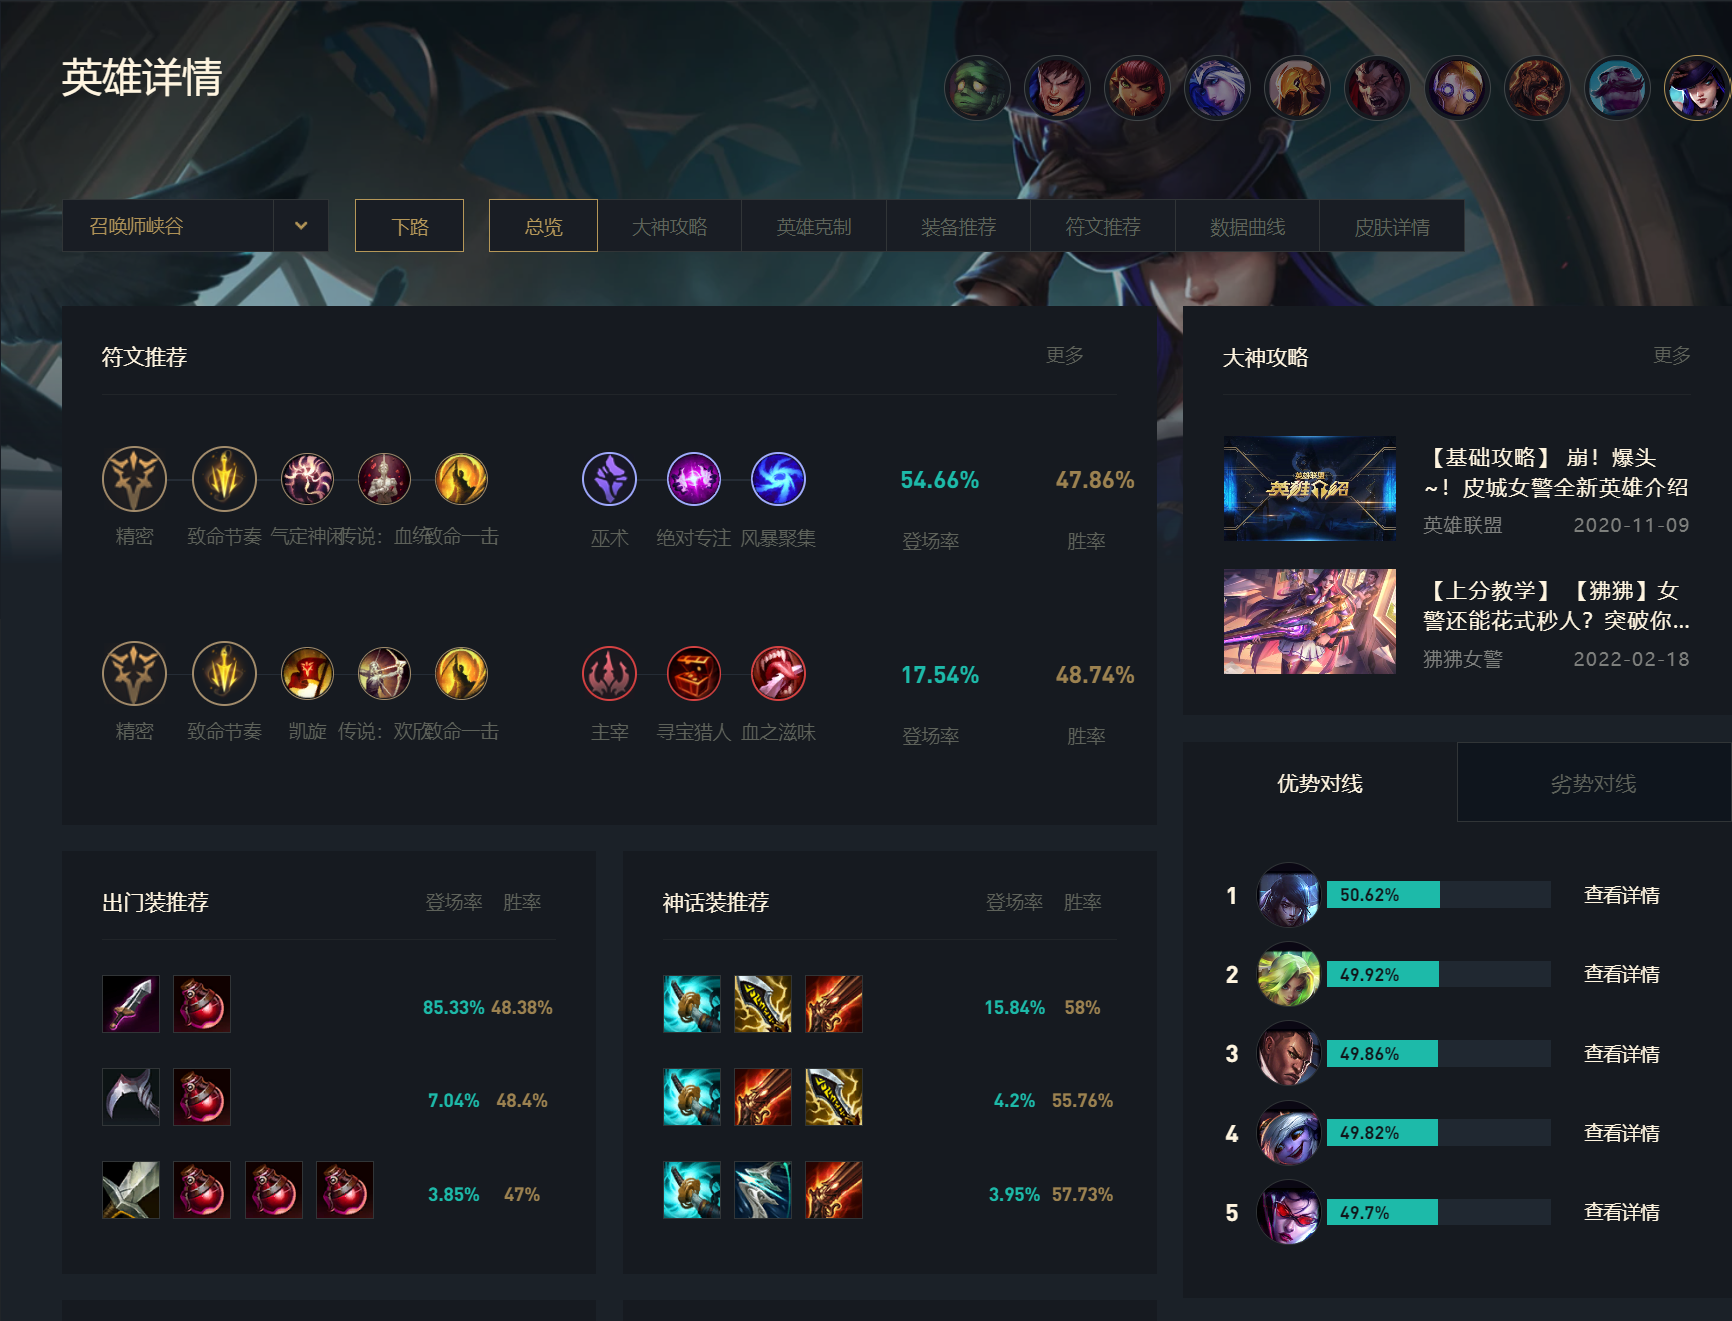 英雄详情
召唤师峡谷
下路
总览
大神攻略
英雄克制
装备推荐
符文推荐
数据曲线
皮肤详情
符文推荐
更多
精密
致命节奏
气定神闲
传说：血统
致命一击
巫术
绝对专注
风暴聚集
54.66%
登场率
47.86%
胜率
精密
致命节奏
凯旋
传说：欢欣
致命一击
主宰
寻宝猎人
血之滋味
17.54%
登场率
48.74%
胜率
大神攻略
更多
英雄联盟
英雄介绍
【基础攻略】 崩！爆头
~！皮城女警全新英雄介绍
英雄联盟
2020-11-09
【上分教学】 【狒狒】女
警还能花式秒人？突破你...
狒狒女警
2022-02-18
出门装推荐
登场率
胜率
85.33%
48.38%
7.04%
48.4%
3.85%
47%
神话装推荐
登场率
胜率
15.84%
58%
4.2%
55.76%
3.95%
57.73%
优势对线
劣势对线
1
50.62%
查看详情
2
49.92%
查看详情
3
49.86%
查看详情
4
49.82%
查看详情
5
49.7%
查看详情